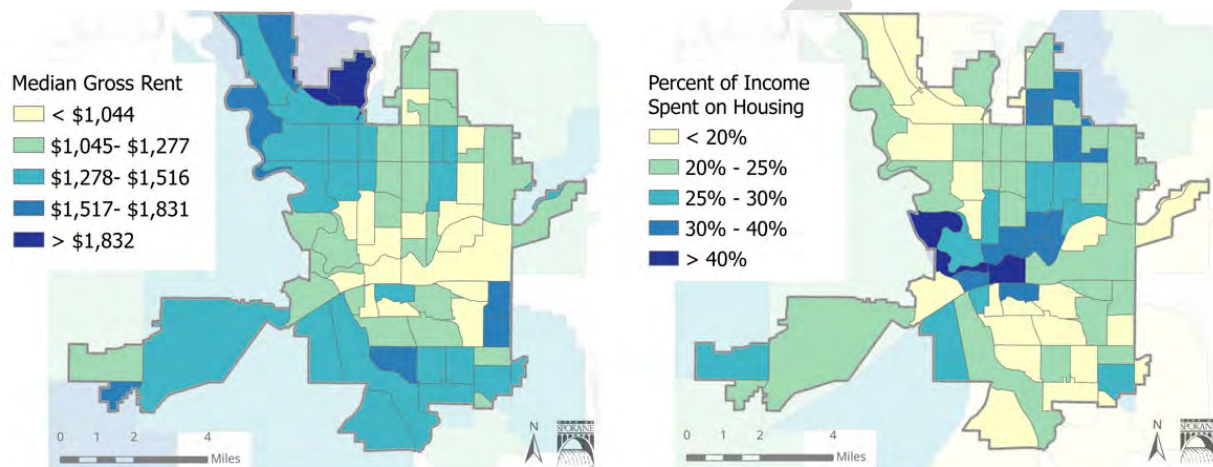 Median Gross Rent
< $1,044
$1,045- $1,277
$1,278- $1,516
$1,517- $1,831
> $1,832
0 1 2 4
Miles
N
SPOKANE
Percent of Income
Spent on Housing
< 20%
20% - 25%
25% - 30%
30% - 40%
> 40%
0 1 2 4
Miles
N
SPOKANE